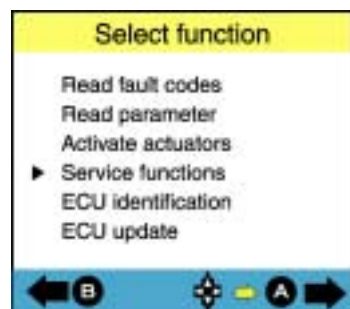 Select function
Read fault codes
Read parameter
Activate actuators
Service functions
ECU identification
ECU update
B A